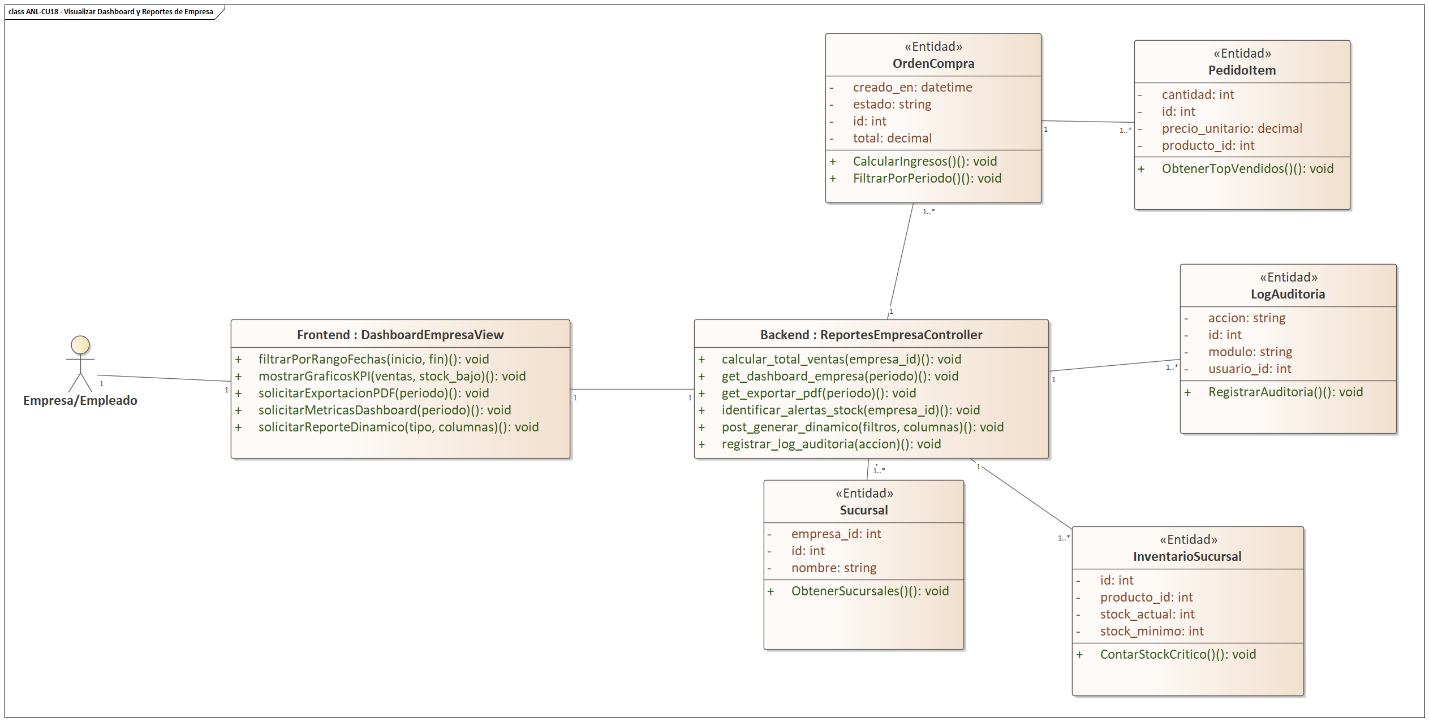 class ANL-CU18 - Visualizar Dashboard y Reportes de Empresa
«Entidad»
OrdenCompra
- creado_en: datetime
- estado: string
- id: int
- total: decimal
+ CalcularIngresos()(): void
+ FiltrarPorPeriodo()(): void
«Entidad»
PedidoItem
- cantidad: int
- id: int
- precio_unitario: decimal
- producto_id: int
+ ObtenerTopVendidos()(): void
1
1..*
1..*
1
«Entidad»
LogAuditoria
- accion: string
- id: int
- modulo: string
- usuario_id: int
+ RegistrarAuditoria()(): void
Empresa/Empleado
1
1
Frontend : DashboardEmpresaView
+ filtrarPorRangoFechas(inicio, fin)(): void
+ mostrarGraficosKPI(ventas, stock_bajo)(): void
+ solicitarExportacionPDF(periodo)(): void
+ solicitarMetricasDashboard(periodo)(): void
+ solicitarReporteDinamico(tipo, columnas)(): void
1
1
Backend : ReportesEmpresaController
+ calcular_total_ventas(empresa_id)(): void
+ get_dashboard_empresa(periodo)(): void
+ get_exportar_pdf(periodo)(): void
+ identificar_alertas_stock(empresa_id)(): void
+ post_generar_dinamico(filtros, columnas)(): void
+ registrar_log_auditoria(accion)(): void
1
1..*
1..*
1
1..*
«Entidad»
Sucursal
- empresa_id: int
- id: int
- nombre: string
+ ObtenerSucursales()(): void
«Entidad»
InventarioSucursal
- id: int
- producto_id: int
- stock_actual: int
- stock_minimo: int
+ ContarStockCritico()(): void